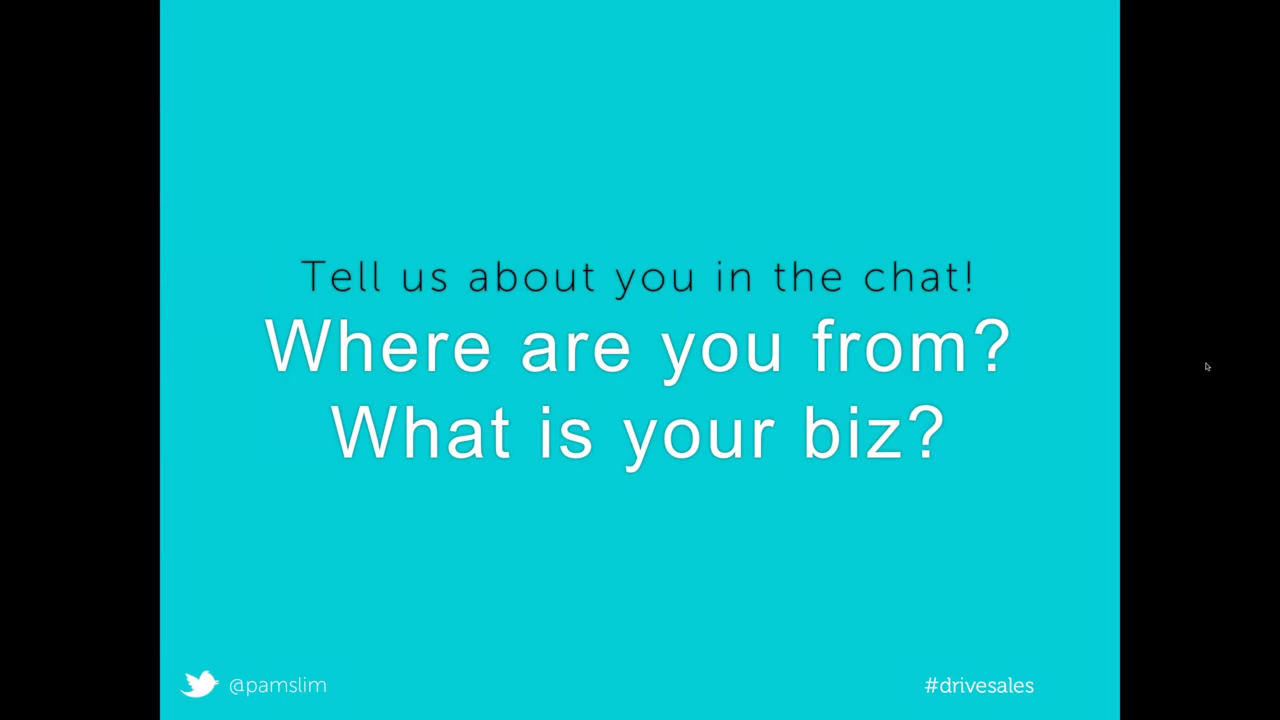 Tell us about you in the chat!
Where are you from?
What is your biz?
@pamslim
#drivesales